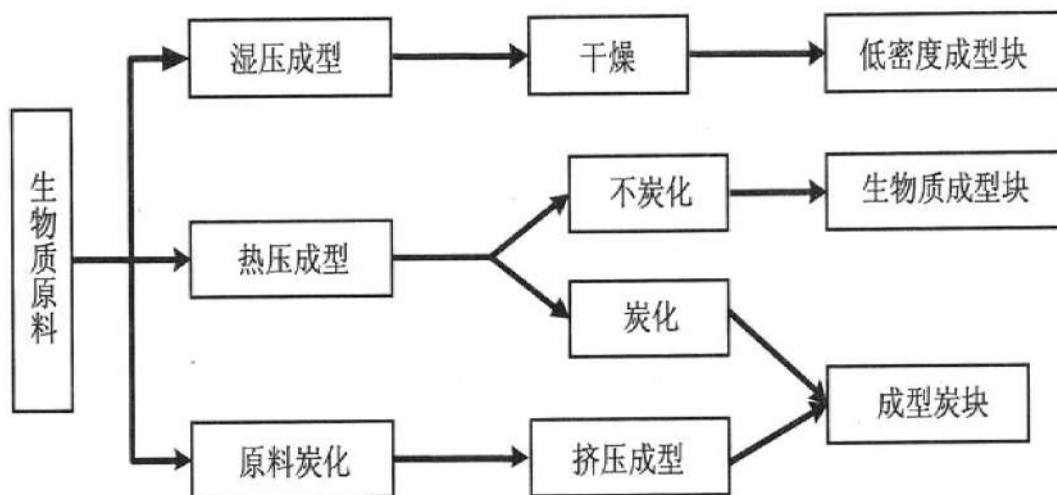 湿压成型
干燥
低密度成型块
生物质原料
不炭化
生物质成型块
热压成型
炭化
成型炭块
原料炭化
挤压成型